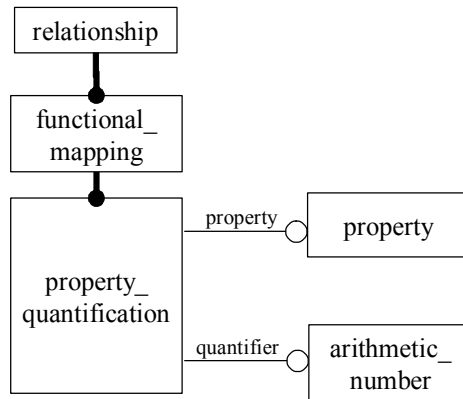 relationship
functional_
mapping
property
property
property_
quantification
quantifier
arithmetic_
number